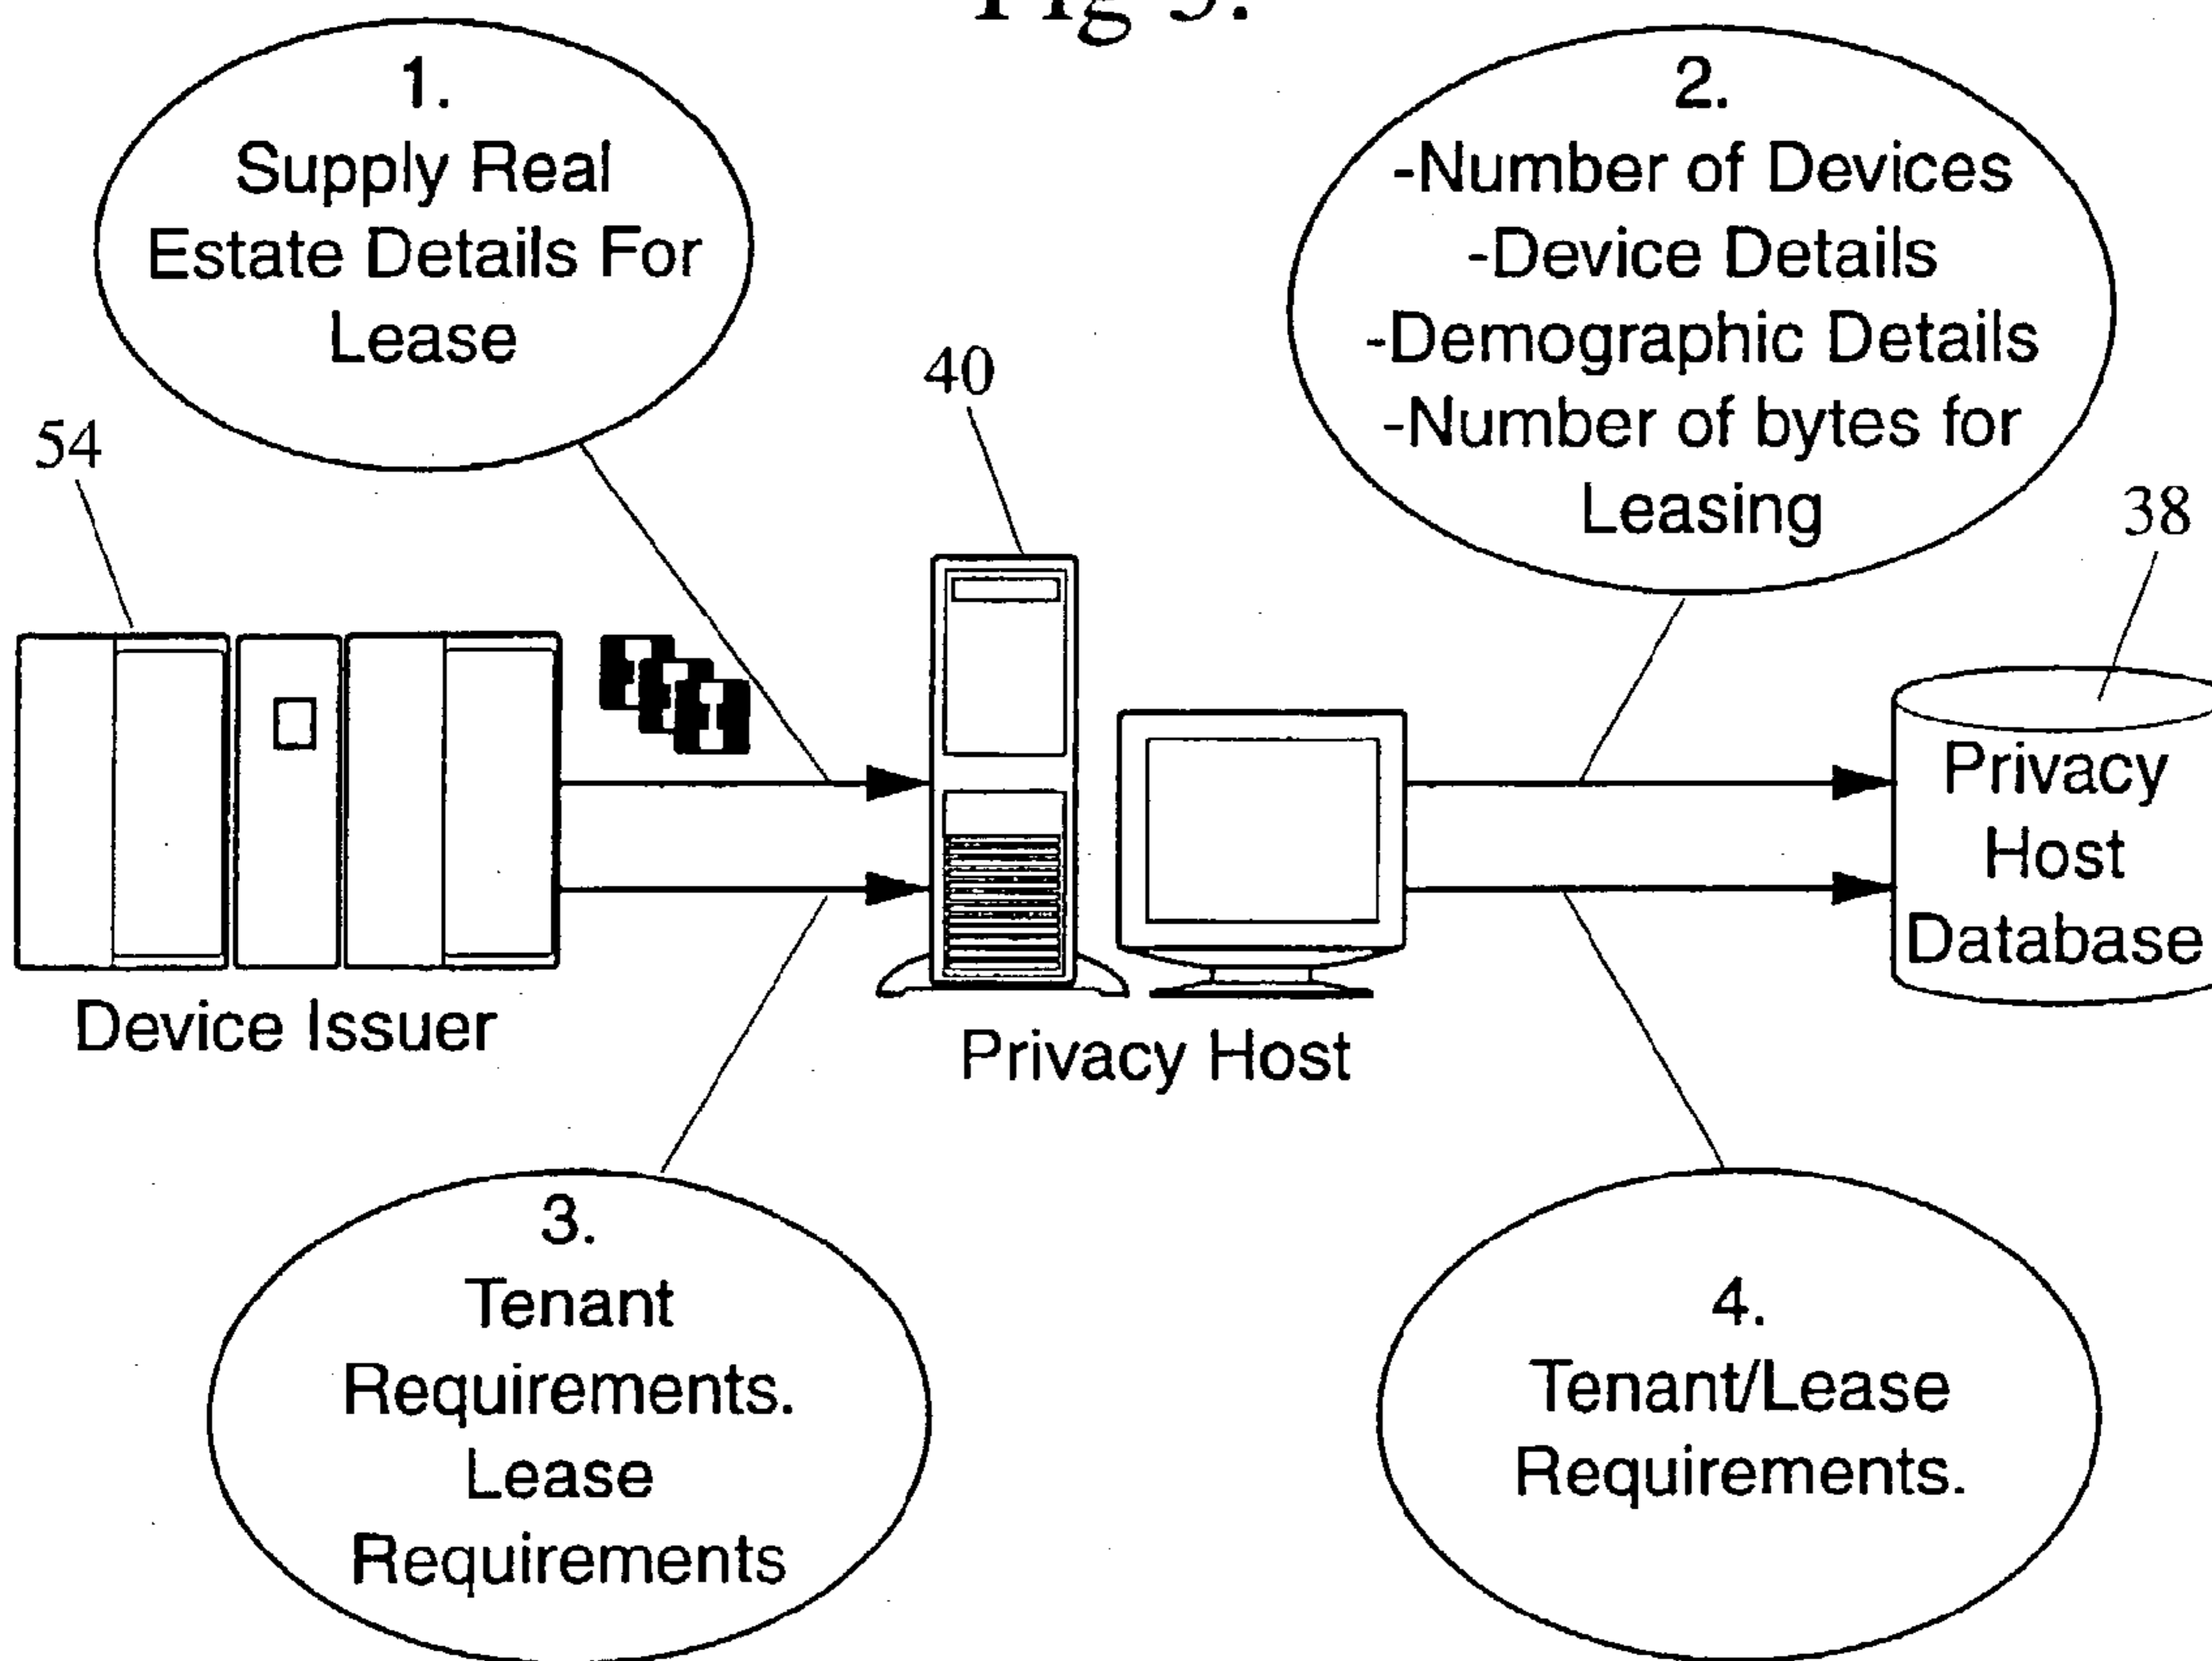 Fig 5.
1.
Supply Real
Estate Details For
Lease
2.
-Number of Devices
-Device Details
-Demographic Details
-Number of bytes for
Leasing
54
40
38
Device Issuer
Privacy Host
Privacy
Host
Database
3.
Tenant
Requirements.
Lease
Requirements
4.
Tenant/Lease
Requirements.